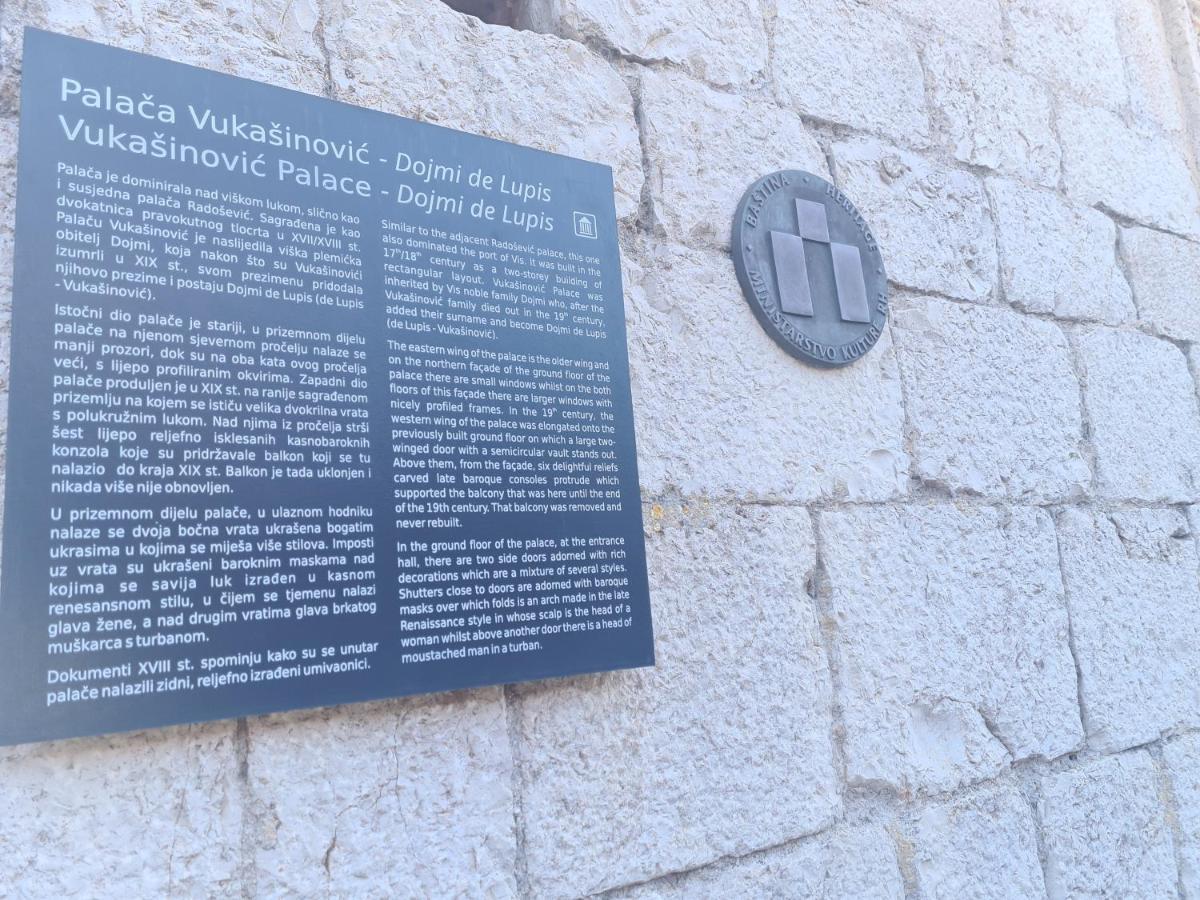 Palača Vukašinović - Dojmi de Lupis
Vukašinović Palace - Dojmi de Lupis
Palača je dominirala nad viškom lukom, slično kao
i susjedna palača Radošević. Sagrađena je kao
dvokatnica pravokutnog tlocrta u XVII/XVIII st.
Palaču Vukašinović je naslijedila viška plemićka
obitelj Dojmi, koja nakon što su Vukašinovići
izumrli u XIX st., svom prezimenu pridodala
njihovo prezime i postaju Dojmi de Lupis (de Lupis
- Vukašinović).
Istočni dio palače je stariji, u prizemnom dijelu
palače na njenom sjevernom pročelju nalaze se
manji prozori, dok su na oba kata ovog pročelja
veći, s lijepo profiliranim okvirima. Zapadni dio
palače produljen je u XIX st. na ranije sagrađenom
prizemlju na kojem se ističu velika dvokrilna vrata
s polukružnim lukom. Nad njima iz pročelja strši
šest lijepo reljefno isklesanih kasnobaroknih
konzola koje su pridržavale balkon koji se tu
nalazio do kraja XIX st. Balkon je tada uklonjen i
nikada više nije obnovljen.
U prizemnom dijelu palače, u ulaznom hodniku
nalaze se dvoja bočna vrata ukrašena bogatim
ukrasima u kojima se miješa više stilova. Imposti
uz vrata su ukrašeni baroknim maskama nad
kojima se savija luk izrađen u kasnom
renesansnom stilu, u čijem se tjemenu nalazi
glava žene, a nad drugim vratima glava brkatog
muškarca s turbanom.
Dokumenti XVIII st. spominju kako su se unutar
palače nalazili zidni, reljefno izrađeni umivaonici.
Similar to the adjacent Radošević palace, this one
also dominated the port of Vis. It was built in the
17th/18th century as a two-storey building of
rectangular layout. Vukašinović Palace was
inherited by Vis noble family Dojmi who, after the
Vukašinović family died out in the 19th century,
added their surname and become Dojmi de Lupis
(de Lupis - Vukašinović).
The eastern wing of the palace is the older wing and
on the northern façade of the ground floor of the
palace there are small windows whilst on the both
floors of this façade there are larger windows with
nicely profiled frames. In the 19th century, the
western wing of the palace was elongated onto the
previously built ground floor on which a large two-
winged door with a semicircular vault stands out.
Above them, from the façade, six delightful reliefs
carved late baroque consoles protrude which
supported the balcony that was here until the end
of the 19th century. That balcony was removed and
never rebuilt.
In the ground floor of the palace, at the entrance
hall, there are two side doors adorned with rich
decorations which are a mixture of several styles.
Shutters close to doors are adorned with baroque
masks over which folds is an arch made in the late
Renaissance style in whose scalp is the head of a
woman whilst above another door there is a head of
moustached man in a turban.
BAŠTINA · HERITAGE
· MINISTARSTVO KULTURE RH ·